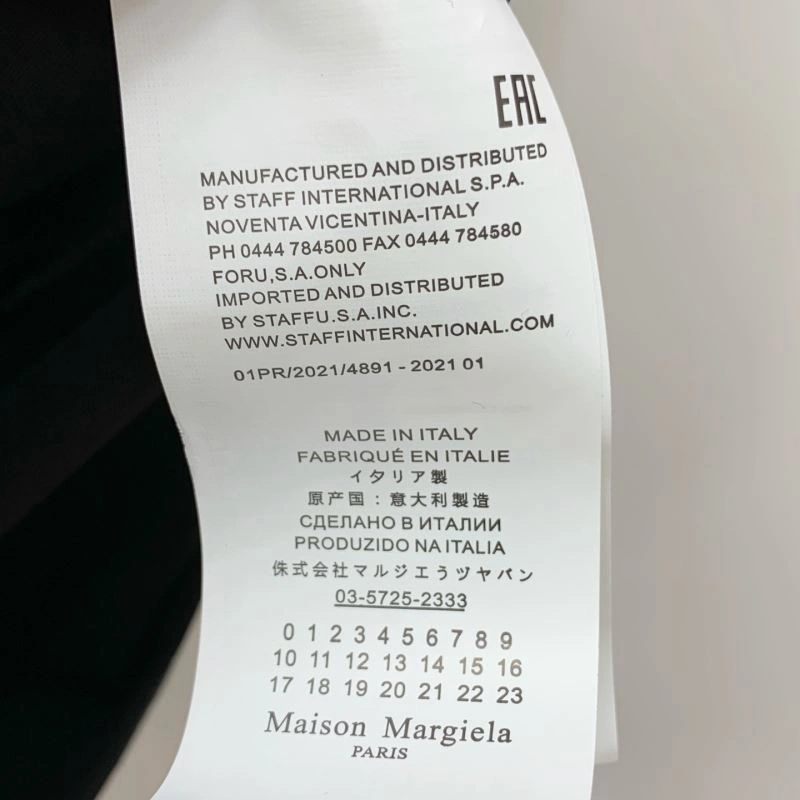 EAC
MANUFACTURED AND DISTRIBUTED
BY STAFF INTERNATIONAL S.P.A.
NOVENTA VICENTINA-ITALY
PH 0444 784500 FAX 0444 784580
FORU,S.A.ONLY
IMPORTED AND DISTRIBUTED
BY STAFFU.S.A.INC.
WWW.STAFFINTERNATIONAL.COM
01PR/2021/4891 - 2021 01
MADE IN ITALY
FABRIQUÉ EN ITALIE
イタリア製
原产国：意大利製造
СДЕЛАНО В ИТАЛИИ
PRODUZIDO NA ITALIA
侏式会社マルジエうヅヤバン
03-5725-2333
0 1 2 3 4 5 6 7 8 9
10 11 12 13 14 15 16
17 18 19 20 21 22 23
Maison Margiela
PARIS